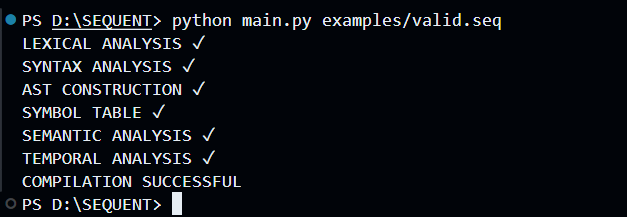 PS D:\SEQUENT> python main.py examples/valid.seq
LEXICAL ANALYSIS ✓
SYNTAX ANALYSIS ✓
AST CONSTRUCTION ✓
SYMBOL TABLE ✓
SEMANTIC ANALYSIS ✓
TEMPORAL ANALYSIS ✓
COMPILATION SUCCESSFUL
PS D:\SEQUENT>